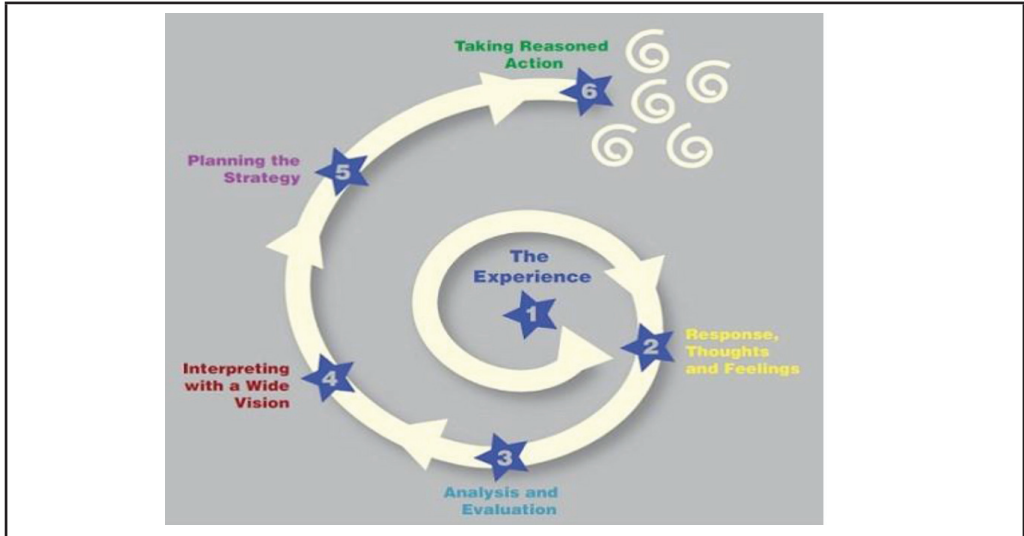 Taking Reasoned
Action
6
Planning the
Strategy
5
The
Experience
1
2
Response,
Thoughts
and Feelings
Interpreting
with a Wide
Vision
4
3
Analysis and
Evaluation